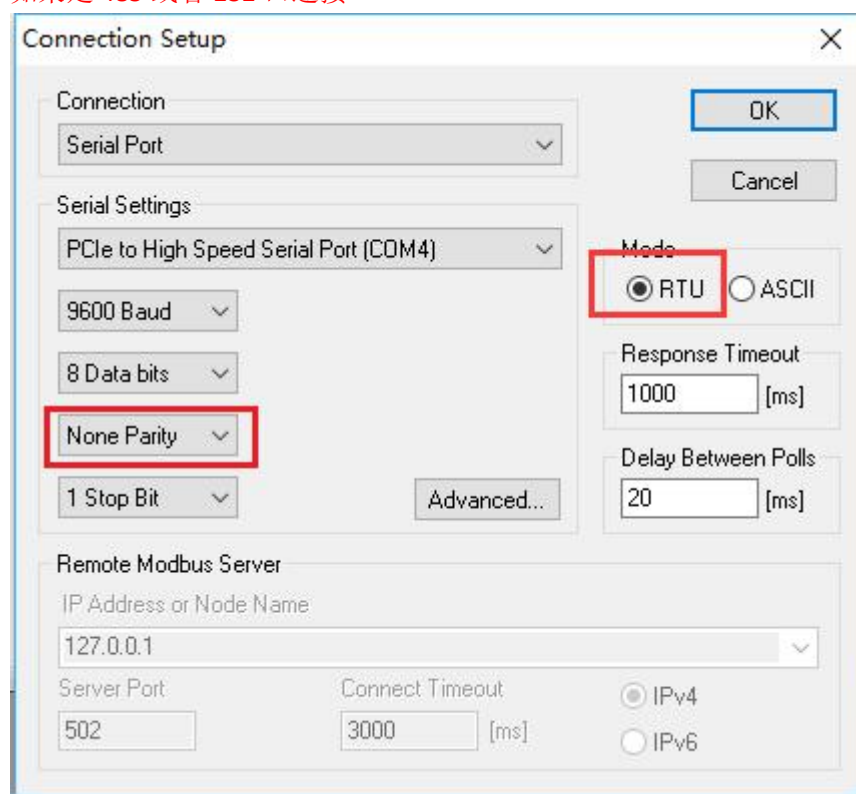 Connection Setup
Connection
OK
Serial Port
Cancel
Serial Settings
PCIe to High Speed Serial Port (COM4)
Mode
RTU
ASCII
9600 Baud
Response Timeout
8 Data bits
1000
[ms]
None Parity
Delay Between Polls
1 Stop Bit
Advanced...
20
[ms]
Remote Modbus Server
IP Address or Node Name
127.0.0.1
Server Port
Connect Timeout
IPv4
502
3000
[ms]
IPv6